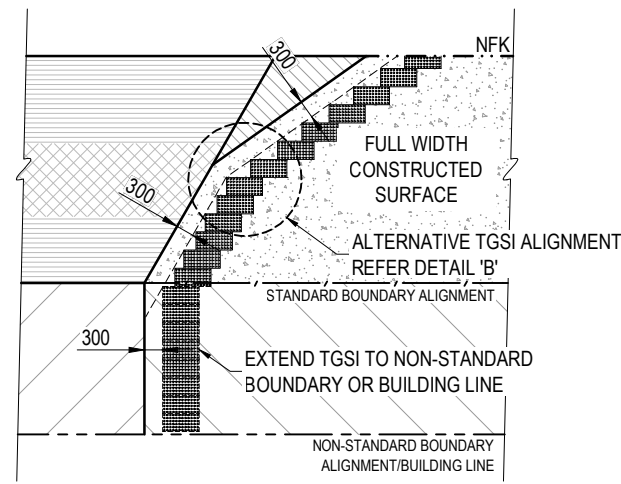 NFK
300
FULL WIDTH
CONSTRUCTED
SURFACE
300
ALTERNATIVE TGSI ALIGNMENT
REFER DETAIL 'B'
STANDARD BOUNDARY ALIGNMENT
300
EXTEND TGSI TO NON-STANDARD
BOUNDARY OR BUILDING LINE
NON-STANDARD BOUNDARY
ALIGNMENT/BUILDING LINE